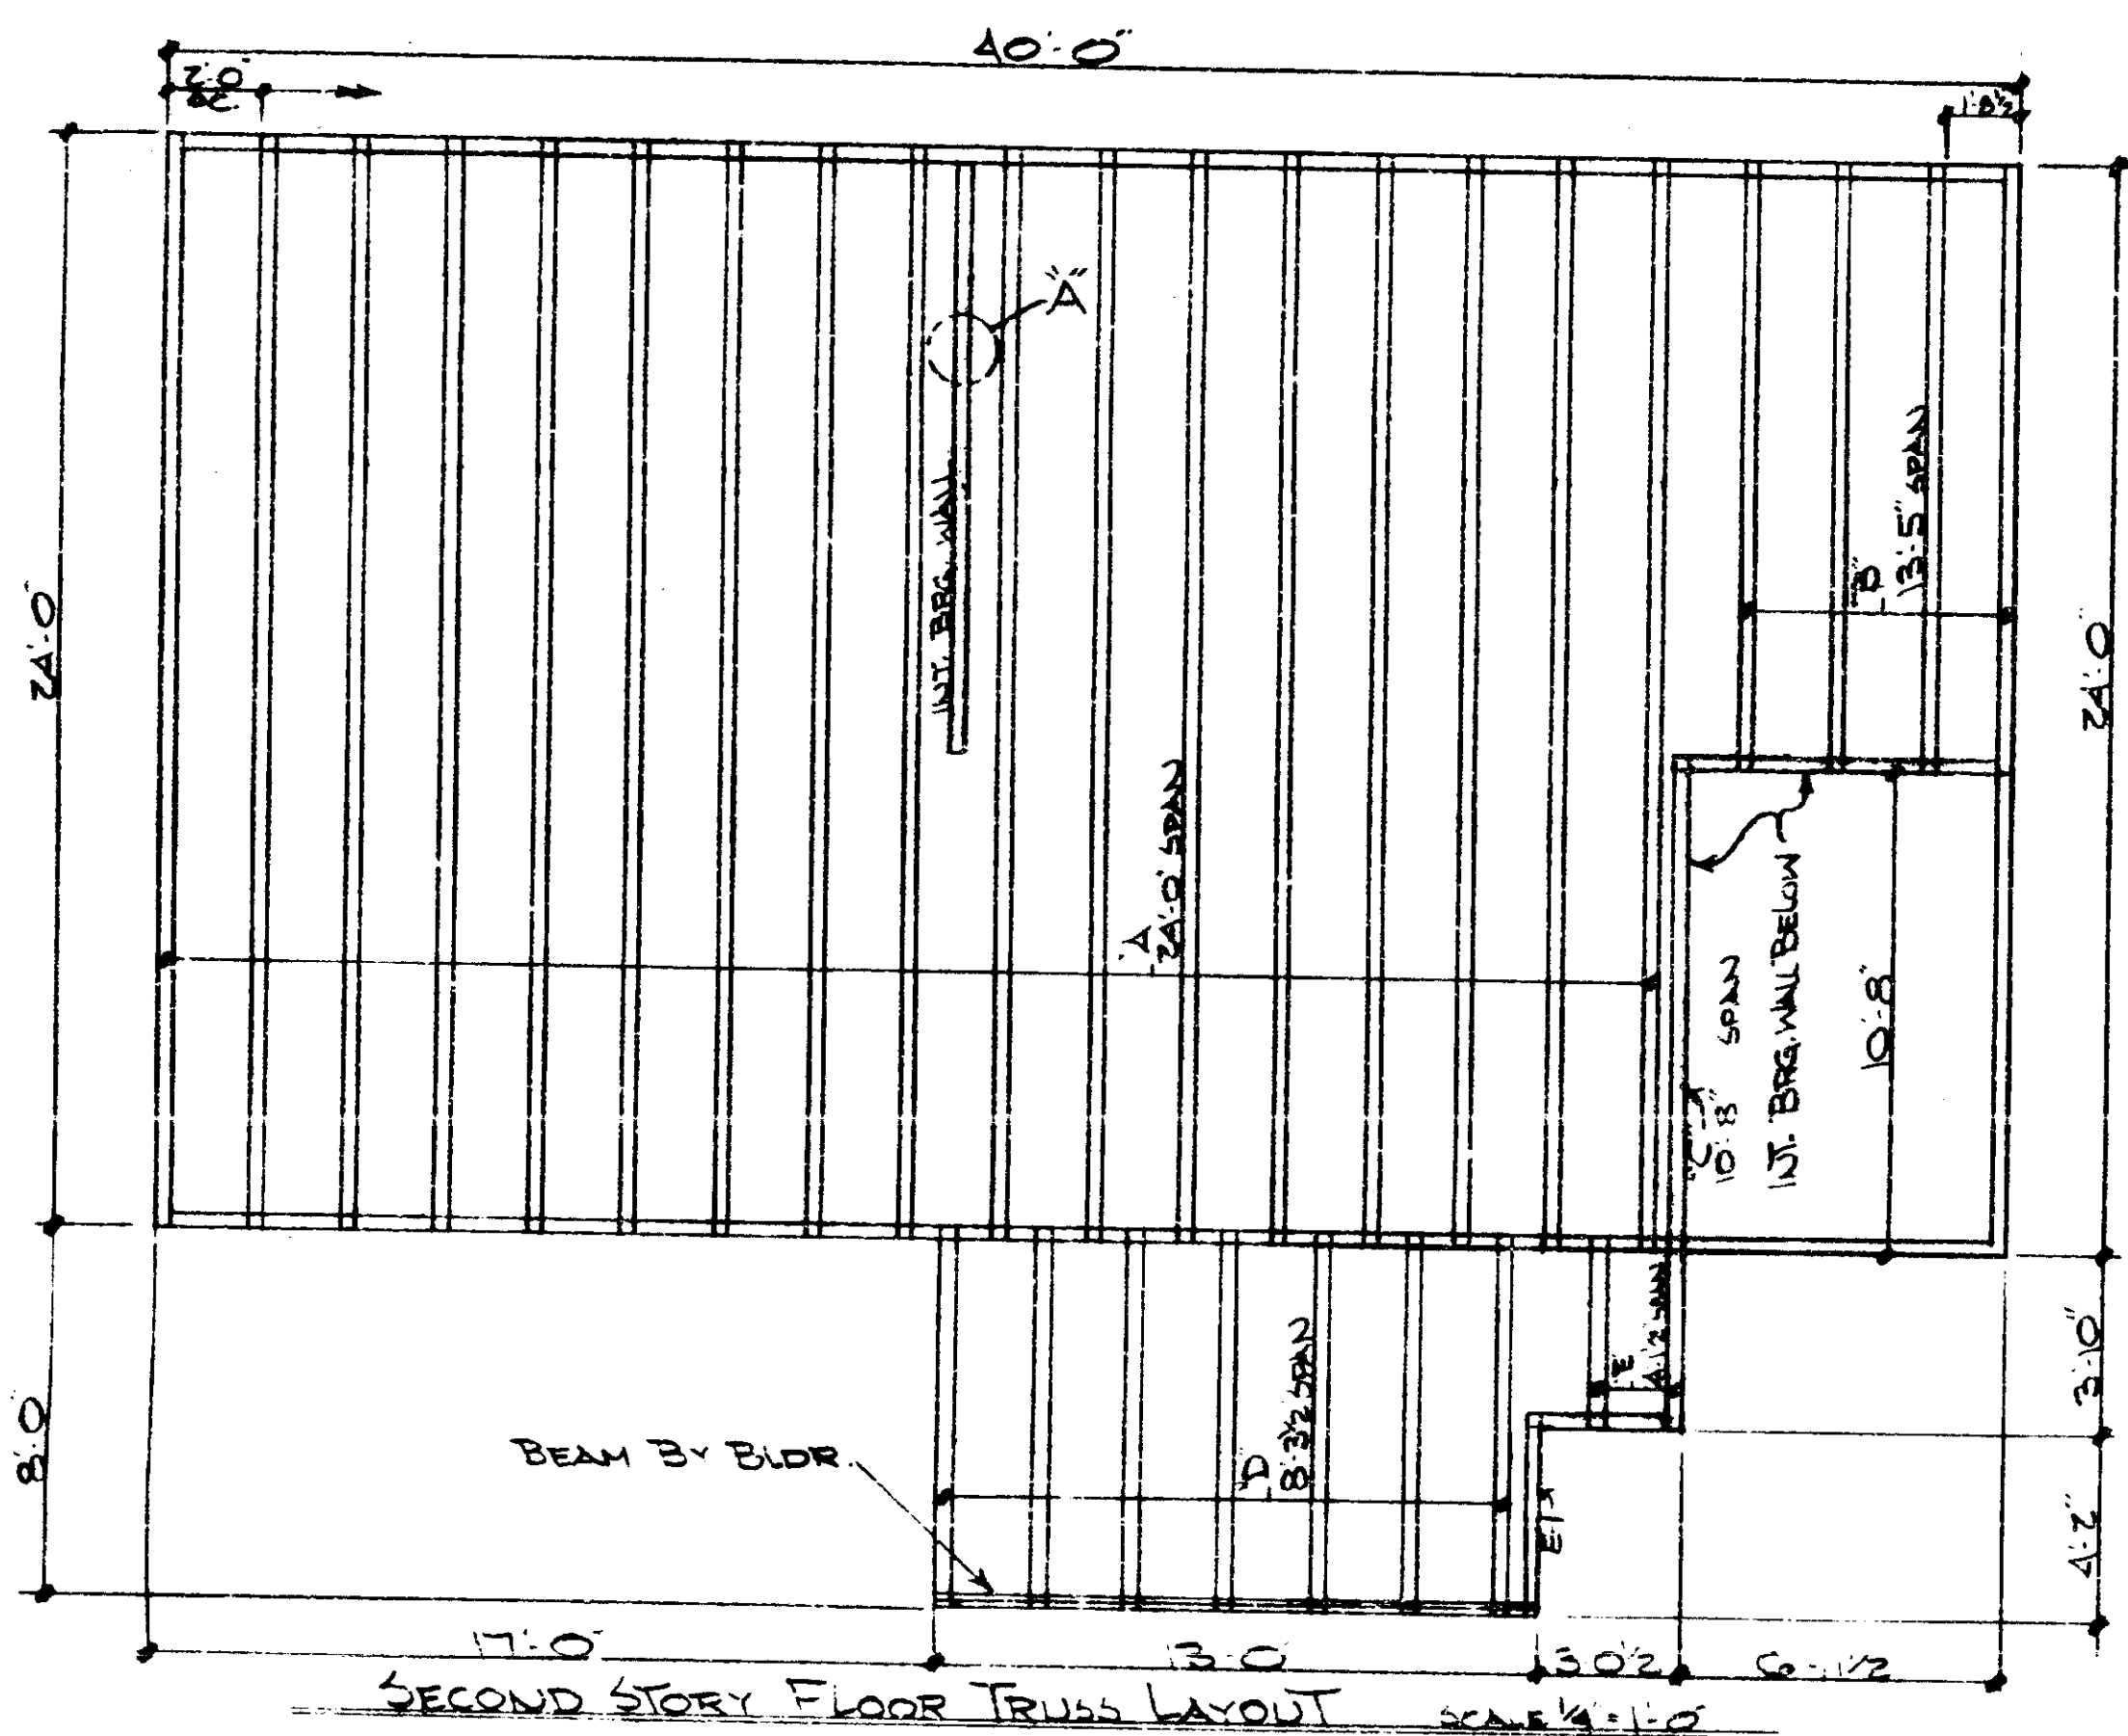 40'-0"
2'-0"
O.C.
1'-8½"
"A"
INT. BRG. WALL
24'-0"
"B"
13'-5" SPAN
24'-0"
"A"
24'-0" SPAN
"C"
10'-8" SPAN
INT. BRG. WALL BELOW
10'-8"
"E"
4'-1½" SPAN
3'-10"
8'-0"
BEAM BY BLDR.
"D"
8'-3½" SPAN
E-1
4'-2"
17'-0"
13'-0"
3'-0½"
6'-11½"
SECOND STORY FLOOR TRUSS LAYOUT
SCALE ¼" = 1'-0"